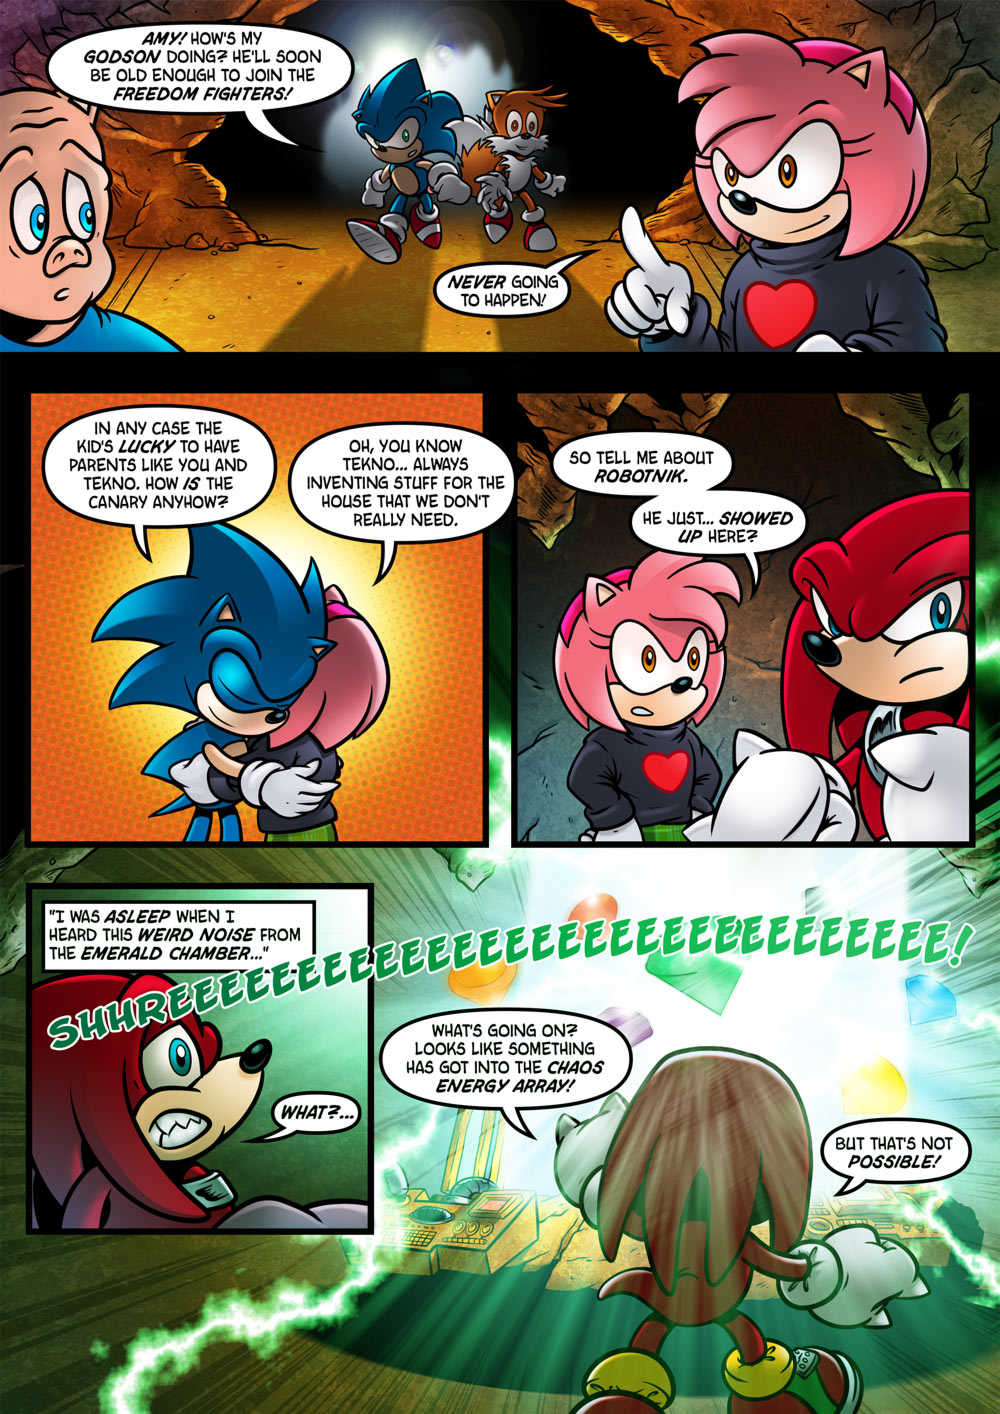 AMY! HOW'S MY
GODSON DOING? HE'LL SOON
BE OLD ENOUGH TO JOIN THE
FREEDOM FIGHTERS!
NEVER GOING
TO HAPPEN!
IN ANY CASE THE
KID'S LUCKY TO HAVE
PARENTS LIKE YOU AND
TEKNO. HOW IS THE
CANARY ANYHOW?
OH, YOU KNOW
TEKNO... ALWAYS
INVENTING STUFF FOR THE
HOUSE THAT WE DON'T
REALLY NEED.
SO TELL ME ABOUT
ROBOTNIK.
HE JUST... SHOWED
UP HERE?
"I WAS ASLEEP WHEN I
HEARD THIS WEIRD NOISE FROM
THE EMERALD CHAMBER..."
SHHREEEEEEEEEEEEEEEEEEEEEEEEEEEEEE!
WHAT?...
WHAT'S GOING ON?
LOOKS LIKE SOMETHING
HAS GOT INTO THE CHAOS
ENERGY ARRAY!
BUT THAT'S NOT
POSSIBLE!